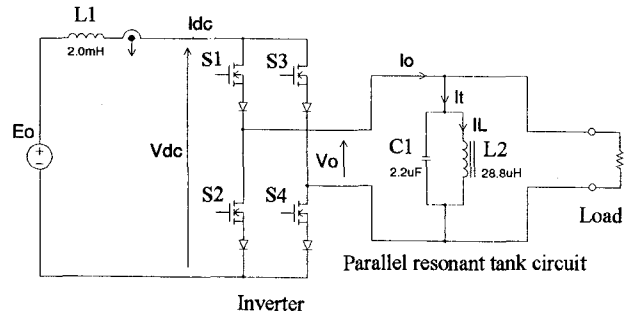 L1
2.0mH
Idc
S1
S3
Io
It
IL
Eo
Vdc
Vo
C1
2.2uF
L2
28.8uH
S2
S4
Load
Parallel resonant tank circuit
Inverter